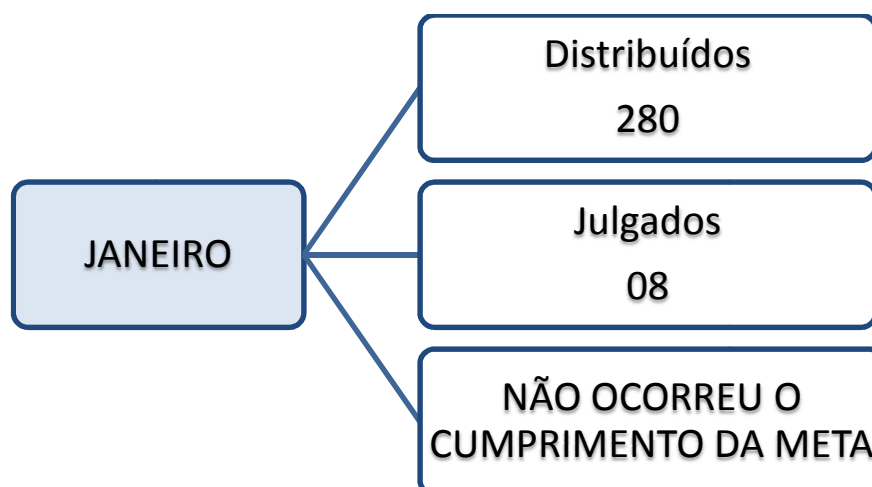 JANEIRO
Distribuídos
280
Julgados
08
NÃO OCORREU O
CUMPRIMENTO DA META